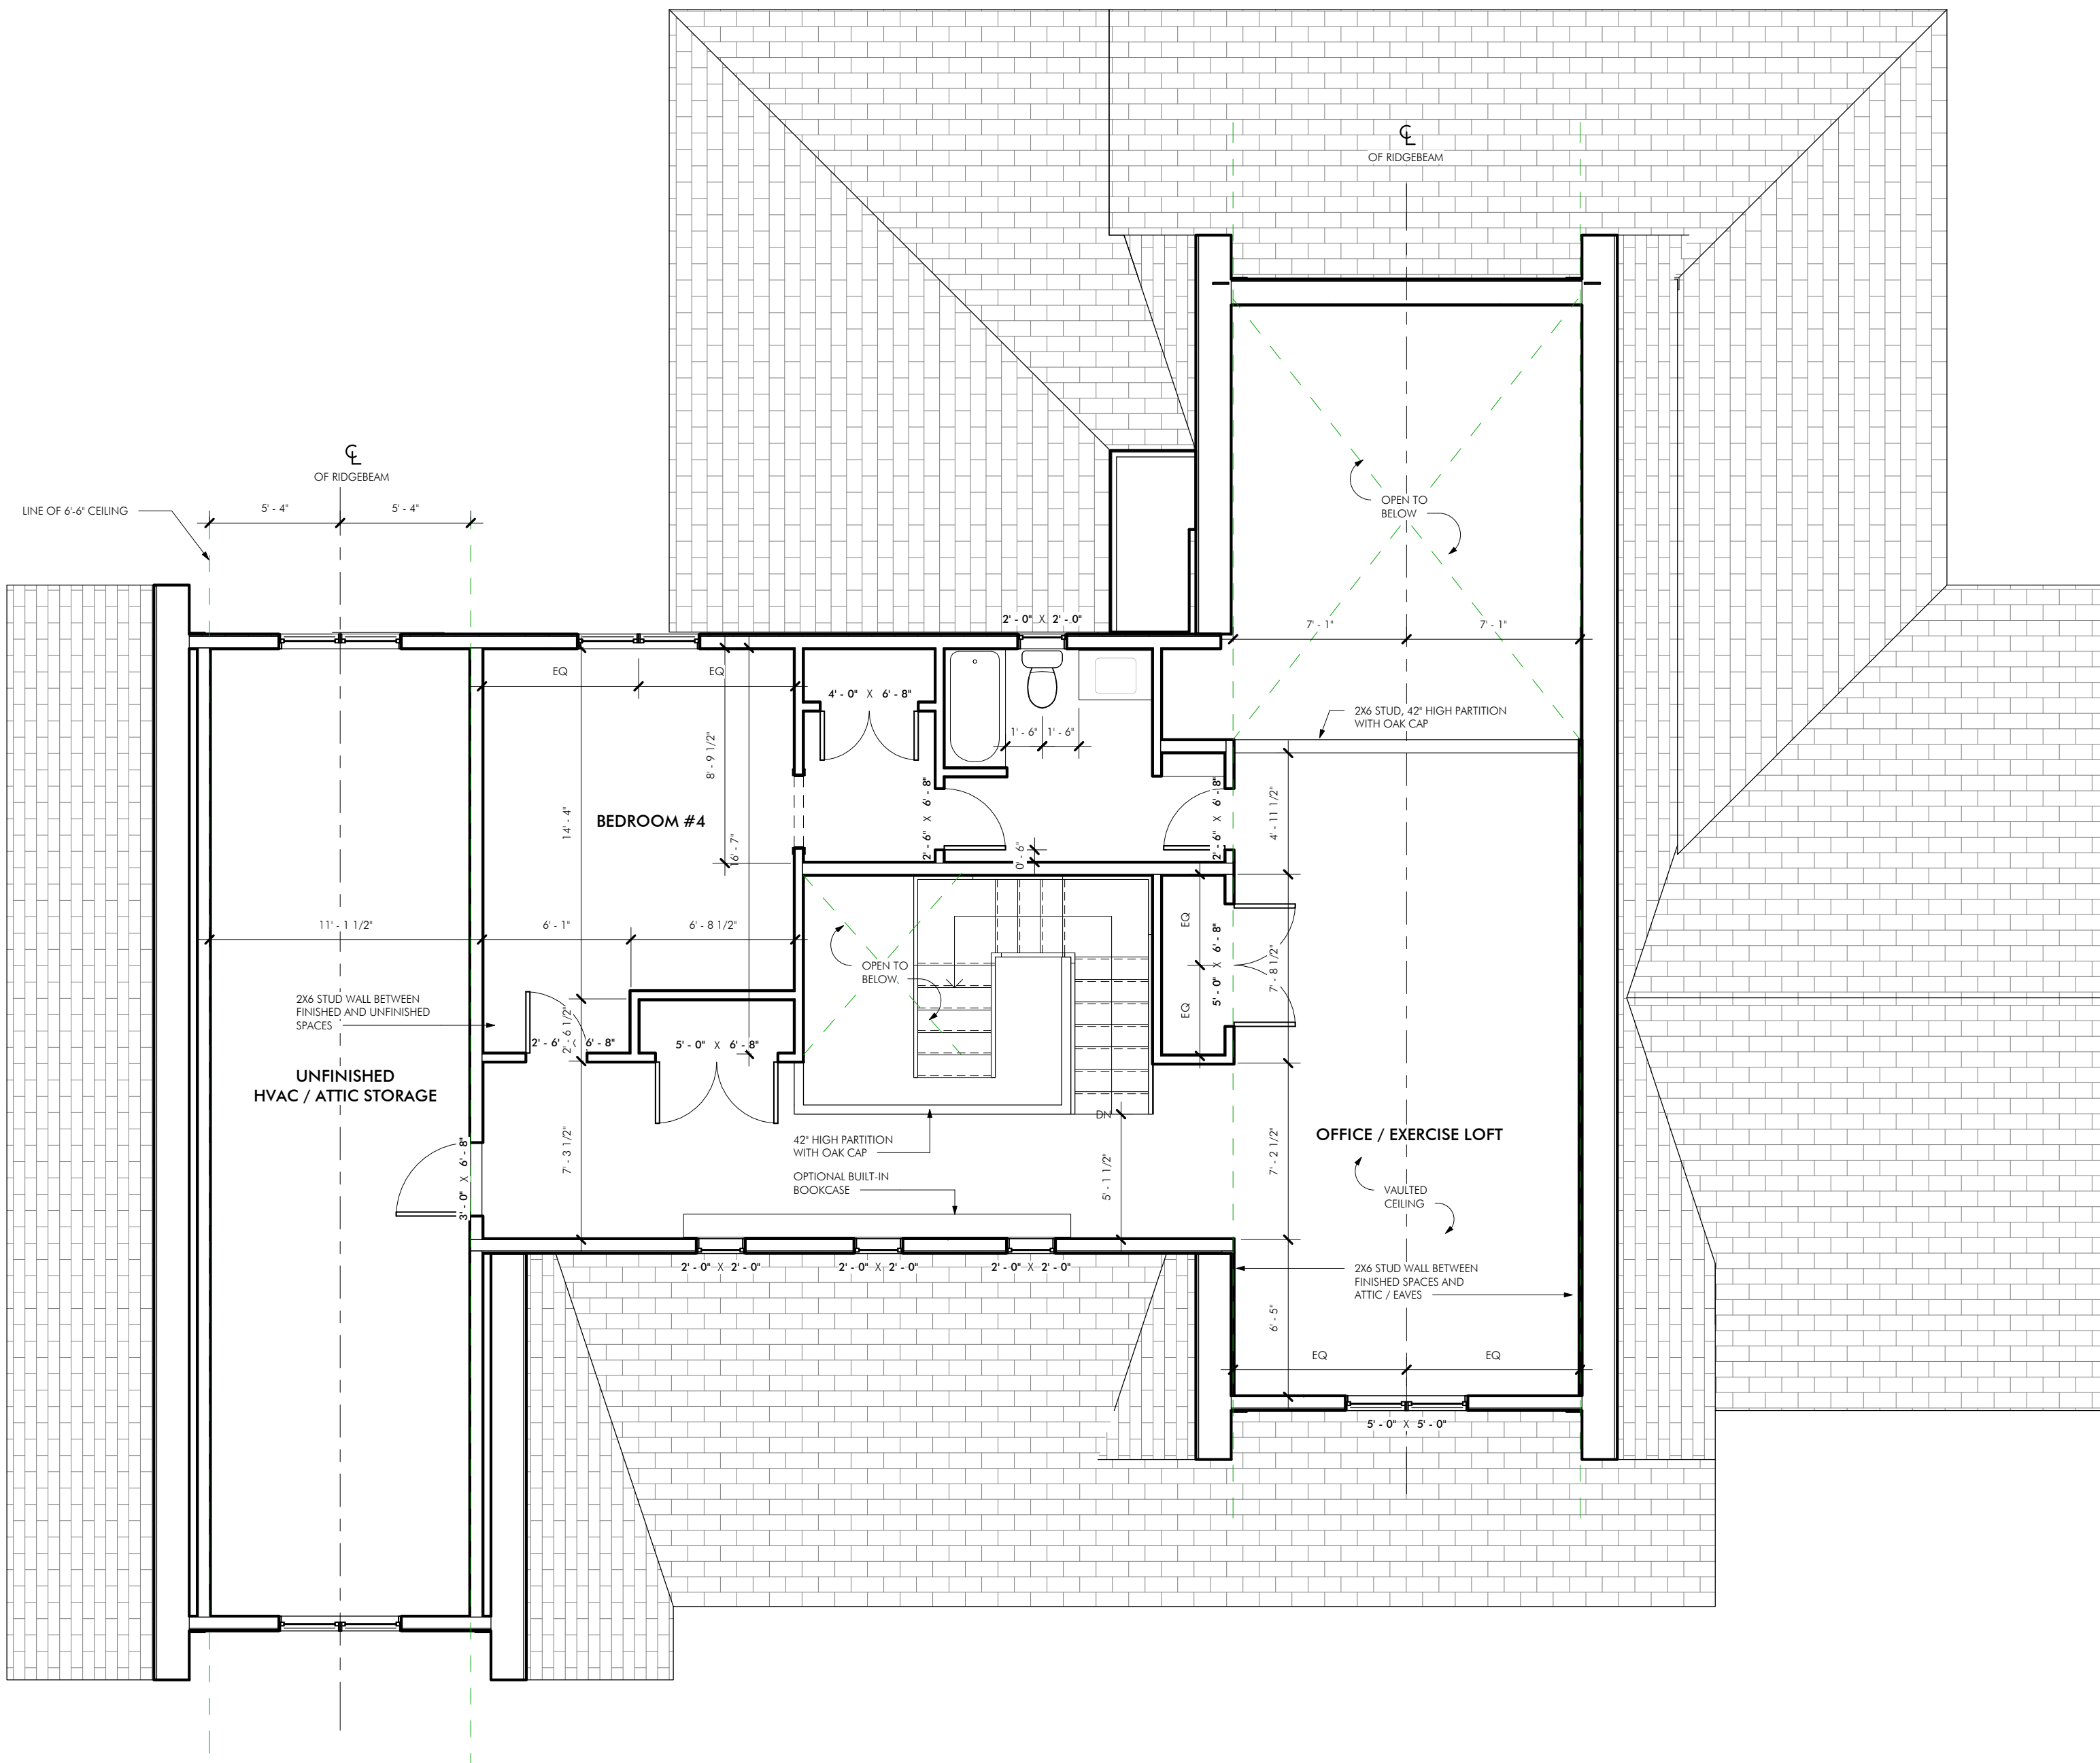 ℄
OF RIDGEBEAM
℄
OF RIDGEBEAM
LINE OF 6'-6" CEILING
5' - 4"
5' - 4"
OPEN TO
BELOW
2' - 0" X 2' - 0"
7' - 1"
7' - 1"
EQ
EQ
4' - 0" X 6' - 8"
2X6 STUD, 42" HIGH PARTITION
WITH OAK CAP
1' - 6"
1' - 6"
8' - 9 1/2"
14' - 4"
BEDROOM #4
16' - 7"
2' - 6" X 6' - 8"
0' - 6"
2' - 6" X 6' - 8"
4' - 11 1/2"
11' - 1 1/2"
6' - 1"
6' - 8 1/2"
EQ
5' - 0" X 6' - 8"
EQ
7' - 8 1/2"
OPEN TO
BELOW.
2X6 STUD WALL BETWEEN
FINISHED AND UNFINISHED
SPACES
2' - 6" 6' - 8"
2' - 6 1/2"
5' - 0" X 6' - 8"
UNFINISHED
HVAC / ATTIC STORAGE
DN
42" HIGH PARTITION
WITH OAK CAP
OPTIONAL BUILT-IN
BOOKCASE
3' - 0" X 6' - 8"
7' - 3 1/2"
5' - 1 1/2"
7' - 2 1/2"
OFFICE / EXERCISE LOFT
VAULTED
CEILING
2' - 0" X 2' - 0"
2' - 0" X 2' - 0"
2' - 0" X 2' - 0"
2X6 STUD WALL BETWEEN
FINISHED SPACES AND
ATTIC / EAVES
6' - 5"
EQ
EQ
5' - 0" X 5' - 0"